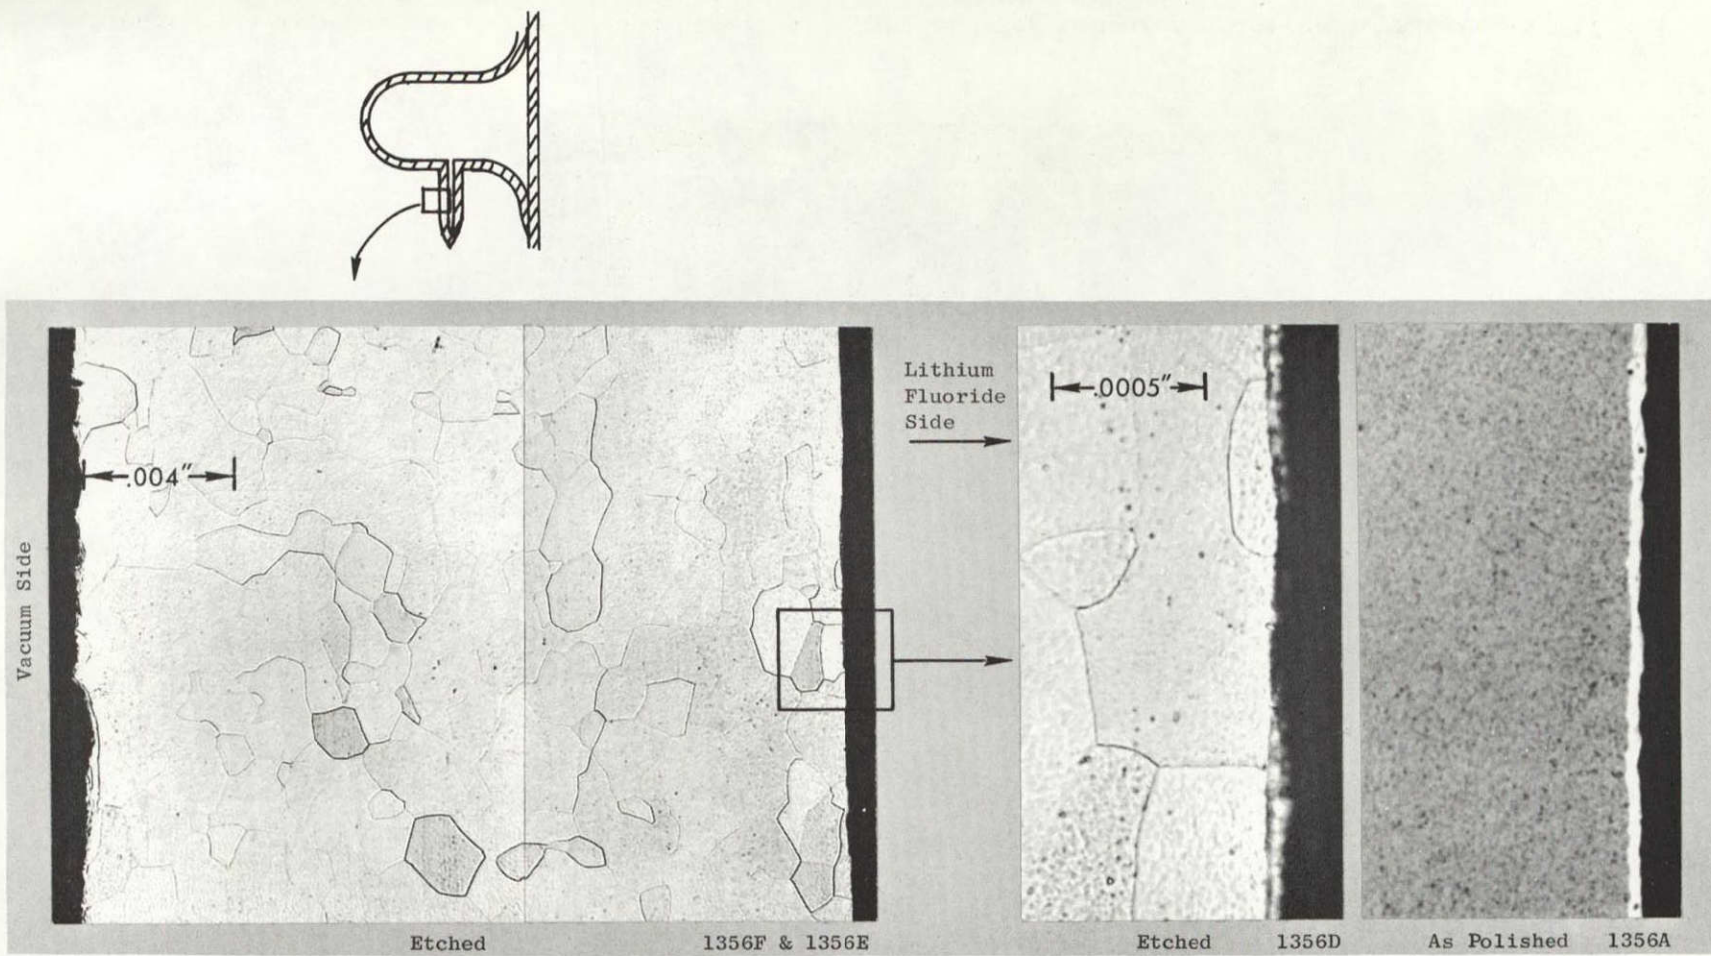 Vacuum Side
.004"
Etched 1356F & 1356E
Lithium
Fluoride
Side
.0005"
Etched 1356D
As Polished 1356A